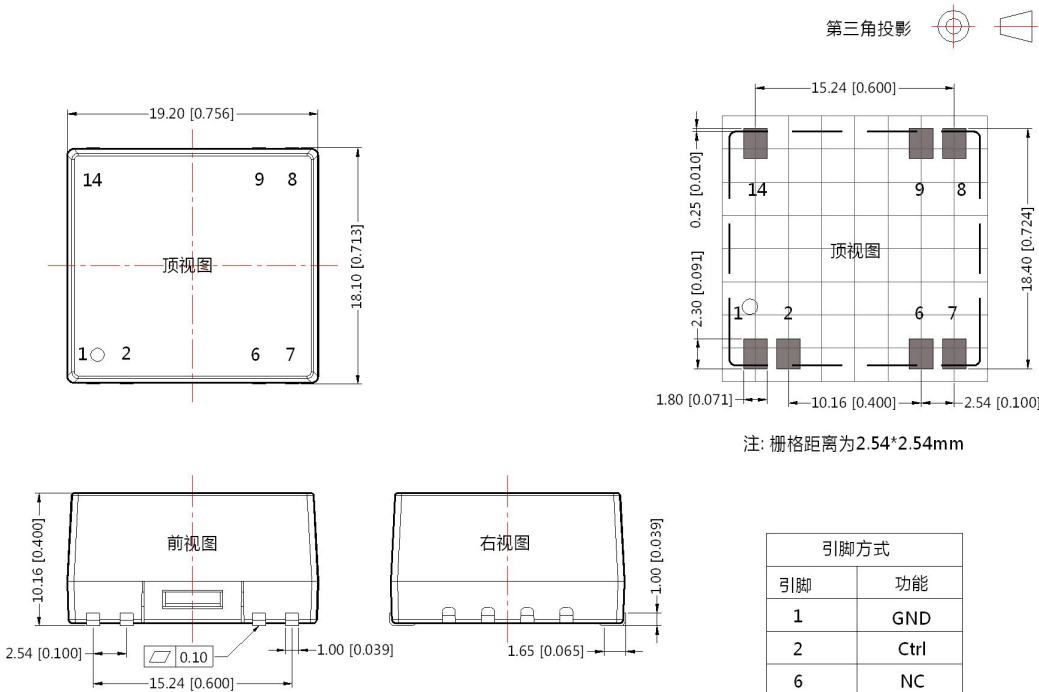 第三角投影
19.20 [0.756]
14 9 8
顶视图
1 2 6 7
18.10 [0.713]
15.24 [0.600]
0.25 [0.010]
14 9 8
顶视图
2.30 [0.091]
1 2 6 7
18.40 [0.724]
1.80 [0.071]
10.16 [0.400]
2.54 [0.100]
注: 栅格距离为2.54*2.54mm
10.16 [0.400]
前视图
2.54 [0.100]
0.10
1.00 [0.039]
15.24 [0.600]
右视图
1.00 [0.039]
1.65 [0.065]
引脚方式
引脚 功能
1 GND
2 Ctrl
6 NC